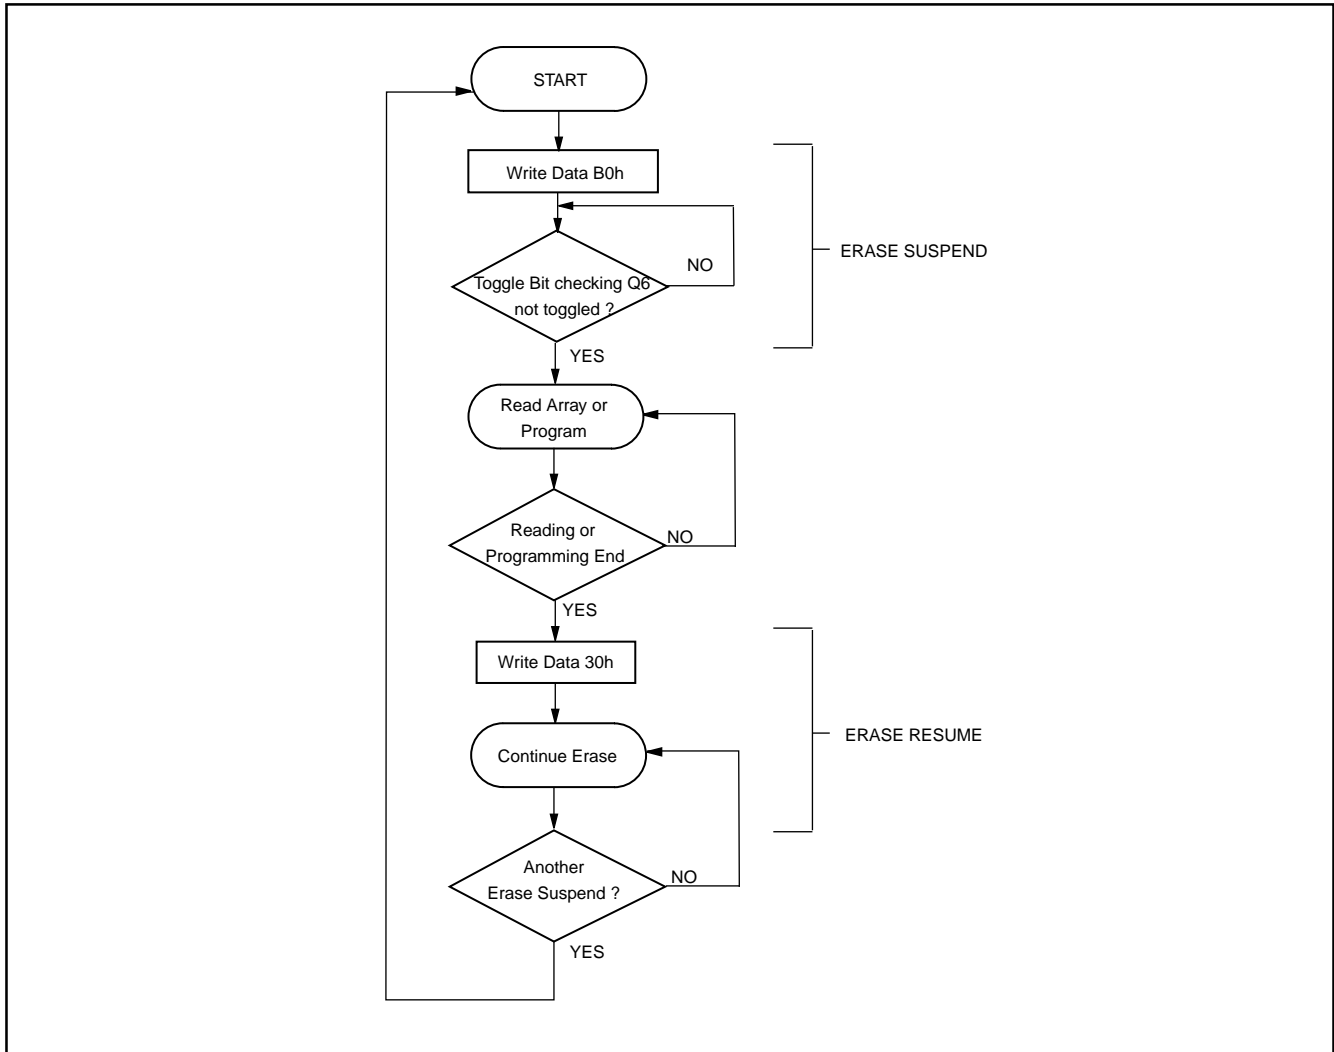 START
Write Data B0h
ERASE SUSPEND
NO
Toggle Bit checking Q6
not toggled ?
YES
Read Array or
Program
Reading or
Programming End
NO
YES
Write Data 30h
ERASE RESUME
Continue Erase
Another
Erase Suspend ?
NO
YES